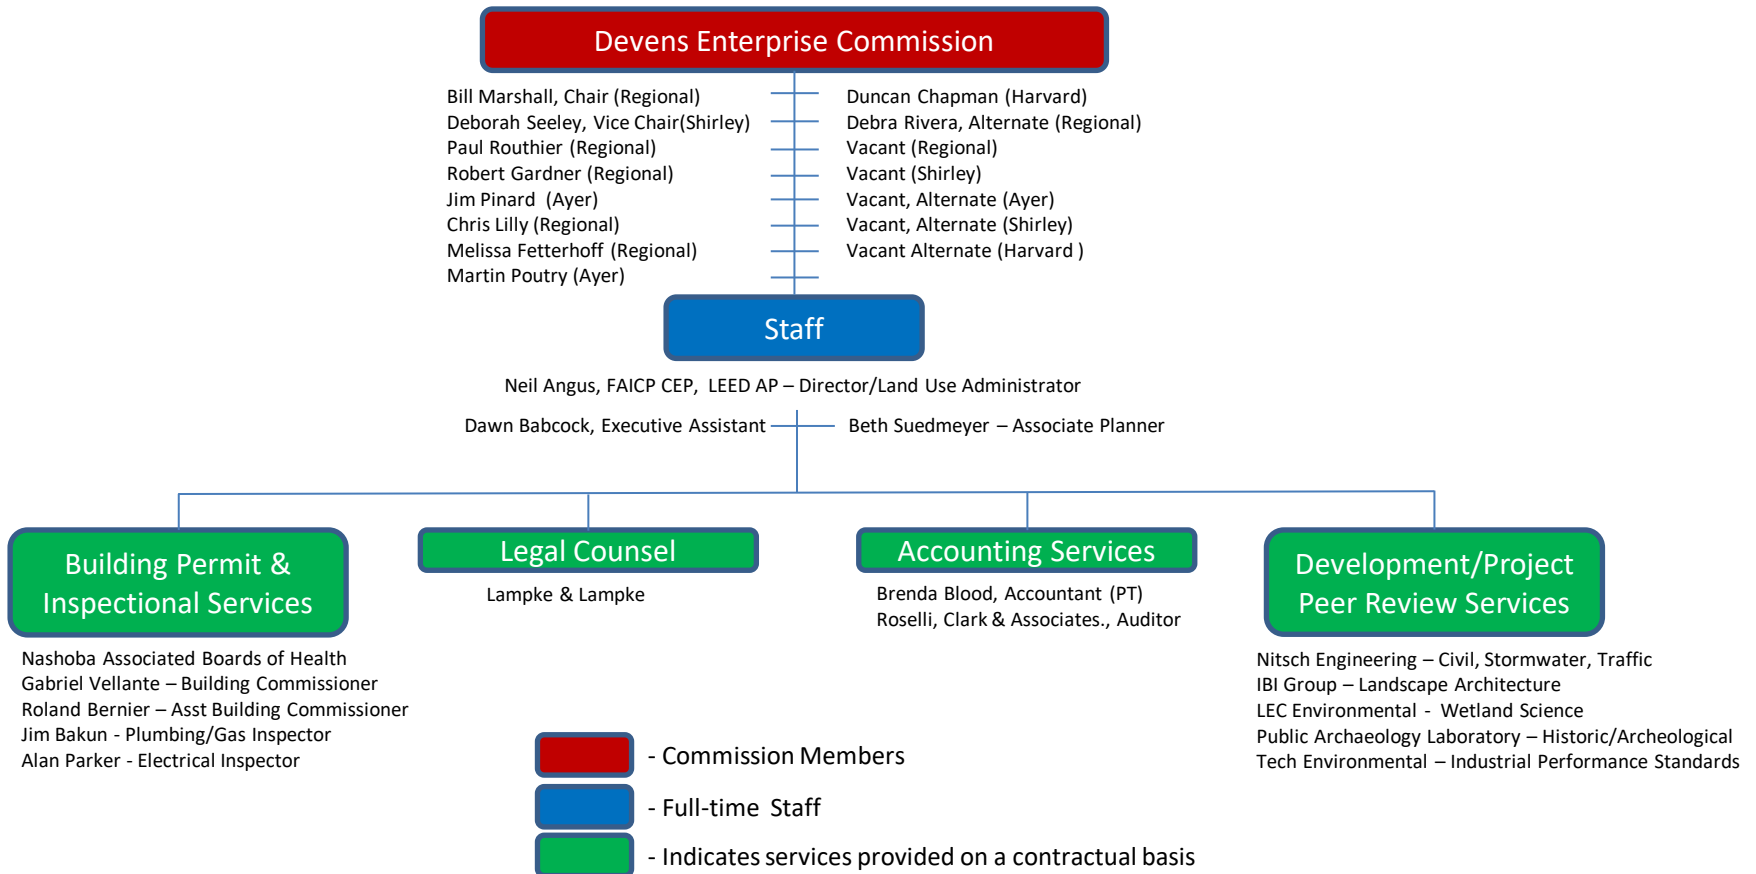 Devens Enterprise Commission
Bill Marshall, Chair (Regional)
Deborah Seeley, Vice Chair(Shirley)
Paul Routhier (Regional)
Robert Gardner (Regional)
Jim Pinard (Ayer)
Chris Lilly (Regional)
Melissa Fetterhoff (Regional)
Martin Poutry (Ayer)
Duncan Chapman (Harvard)
Debra Rivera, Alternate (Regional)
Vacant (Regional)
Vacant (Shirley)
Vacant, Alternate (Ayer)
Vacant, Alternate (Shirley)
Vacant Alternate (Harvard )
Staff
Neil Angus, FAICP CEP, LEED AP – Director/Land Use Administrator
Dawn Babcock, Executive Assistant
Beth Suedmeyer – Associate Planner
Building Permit &
Inspectional Services
Nashoba Associated Boards of Health
Gabriel Vellante – Building Commissioner
Roland Bernier – Asst Building Commissioner
Jim Bakun - Plumbing/Gas Inspector
Alan Parker - Electrical Inspector
Legal Counsel
Lampke & Lampke
Accounting Services
Brenda Blood, Accountant (PT)
Roselli, Clark & Associates., Auditor
Development/Project
Peer Review Services
Nitsch Engineering – Civil, Stormwater, Traffic
IBI Group – Landscape Architecture
LEC Environmental - Wetland Science
Public Archaeology Laboratory – Historic/Archeological
Tech Environmental – Industrial Performance Standards
- Commission Members
- Full-time Staff
- Indicates services provided on a contractual basis